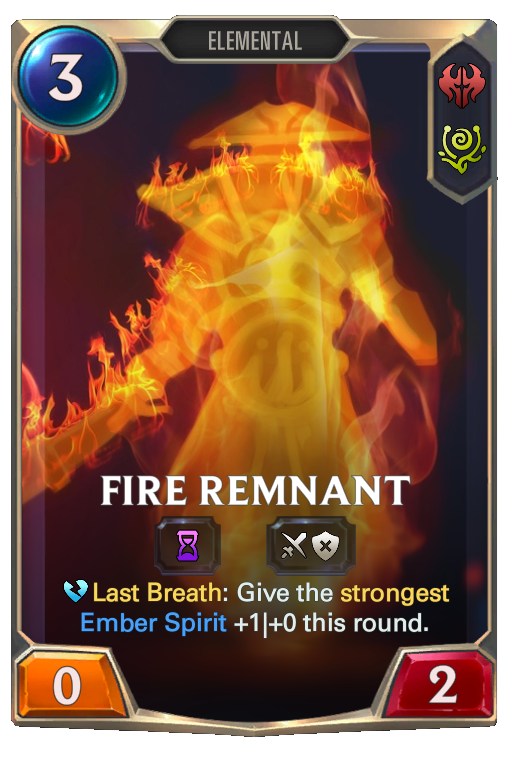 ELEMENTAL
3
FIRE REMNANT
Last Breath: Give the strongest
Ember Spirit +1|+0 this round.
0
2